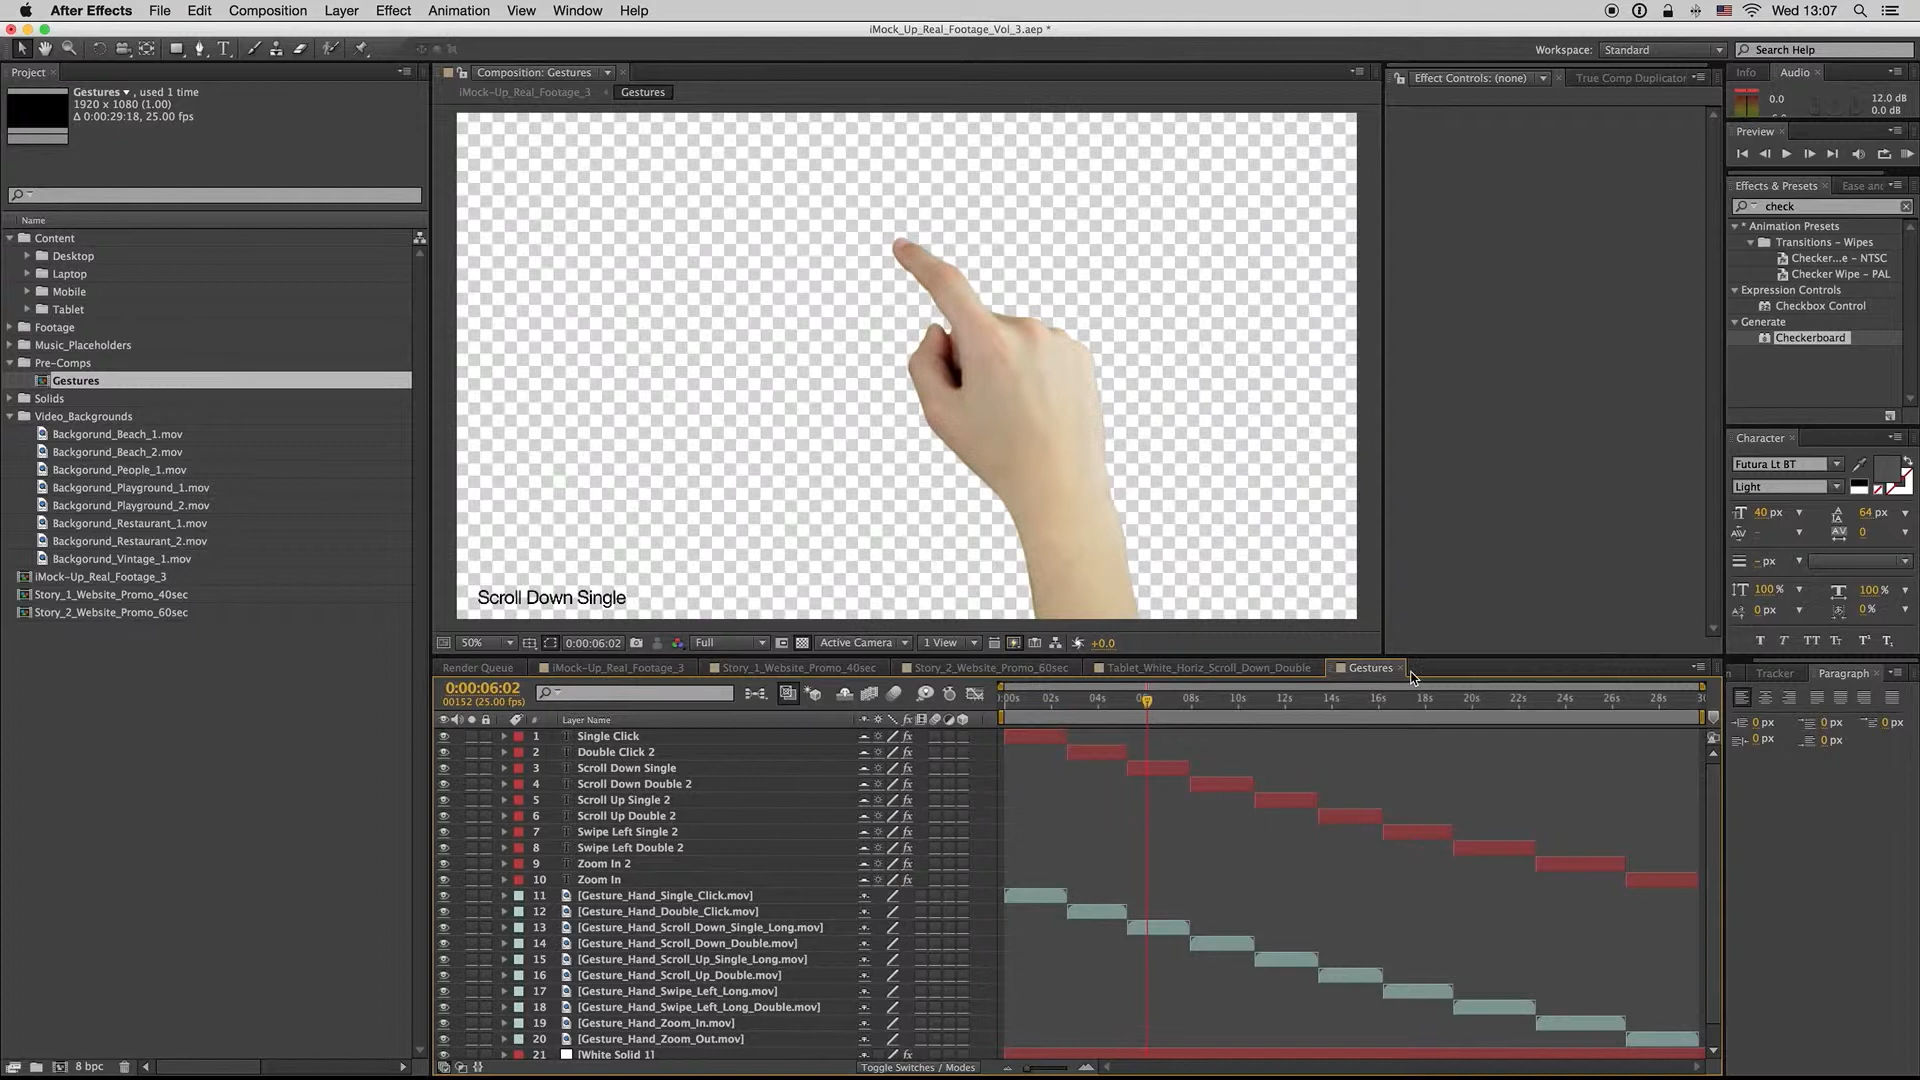 After Effects File Edit Composition Layer Effect Animation View Window Help Wed 13:07
iMock_Up_Real_Footage_Vol_3.aep *
Workspace: Standard Search Help
Project
Gestures , used 1 time
1920 x 1080 (1.00)
Δ 0:00:29:18, 25.00 fps
Name
Content
Desktop
Laptop
Mobile
Tablet
Footage
Music_Placeholders
Pre-Comps
Gestures
Solids
Video_Backgrounds
Backgorund_Beach_1.mov
Backgorund_Beach_2.mov
Backgorund_People_1.mov
Backgorund_Playground_1.mov
Backgorund_Playground_2.mov
Backgorund_Restaurant_1.mov
Backgorund_Restaurant_2.mov
Backgorund_Vintage_1.mov
iMock-Up_Real_Footage_3
Story_1_Website_Promo_40sec
Story_2_Website_Promo_60sec
8 bpc
Composition: Gestures
iMock-Up_Real_Footage_3 Gestures
Scroll Down Single
50% 0:00:06:02 Full Active Camera 1 View +0.0
Effect Controls: (none) True Comp Duplicator
Info Audio
0.0 12.0 dB
0.0 dB
Preview
Effects & Presets Ease and
check
* Animation Presets
Transitions – Wipes
Checker...e – NTSC
Checker Wipe – PAL
Expression Controls
Checkbox Control
Generate
Checkerboard
Character
Futura Lt BT
Light
40 px 64 px
0
– px
100 % 100 %
0 px 0 %
T T TT Tт T¹ T₁
Tracker Paragraph
0 px 0 px 0 px
0 px 0 px
Render Queue iMock-Up_Real_Footage_3 Story_1_Website_Promo_40sec Story_2_Website_Promo_60sec Tablet_White_Horiz_Scroll_Down_Double Gestures
0:00:06:02
00152 (25.00 fps)
:00s 02s 04s 08s 10s 12s 14s 16s 18s 20s 22s 24s 26s 28s
# Layer Name
1 Single Click
2 Double Click 2
3 Scroll Down Single
4 Scroll Down Double 2
5 Scroll Up Single 2
6 Scroll Up Double 2
7 Swipe Left Single 2
8 Swipe Left Double 2
9 Zoom In 2
10 Zoom In
11 [Gesture_Hand_Single_Click.mov]
12 [Gesture_Hand_Double_Click.mov]
13 [Gesture_Hand_Scroll_Down_Single_Long.mov]
14 [Gesture_Hand_Scroll_Down_Double.mov]
15 [Gesture_Hand_Scroll_Up_Single_Long.mov]
16 [Gesture_Hand_Scroll_Up_Double.mov]
17 [Gesture_Hand_Swipe_Left_Long.mov]
18 [Gesture_Hand_Swipe_Left_Long_Double.mov]
19 [Gesture_Hand_Zoom_In.mov]
20 [Gesture_Hand_Zoom_Out.mov]
21 [White Solid 1]
Toggle Switches / Modes